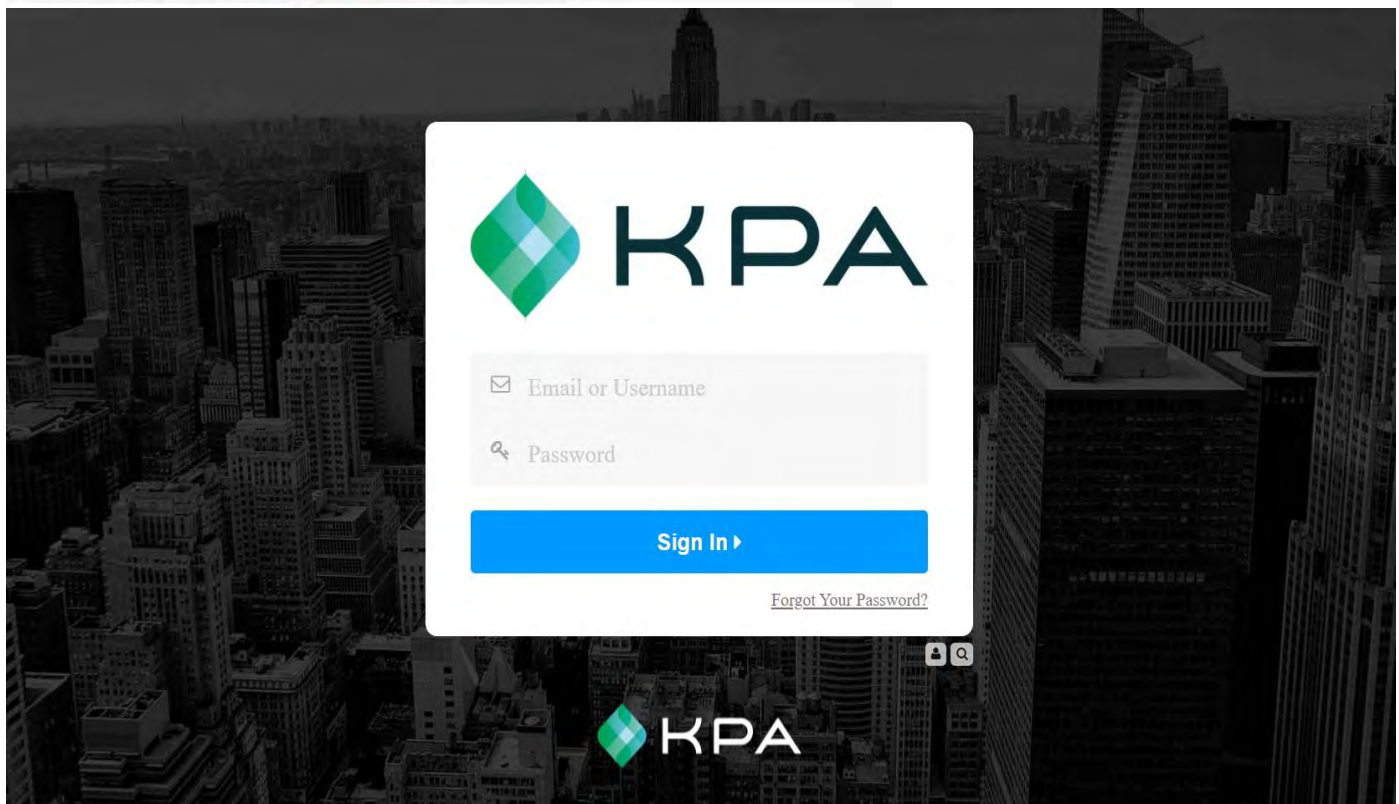 KPA
Email or Username
Password
Sign In
Forgot Your Password?
KPA